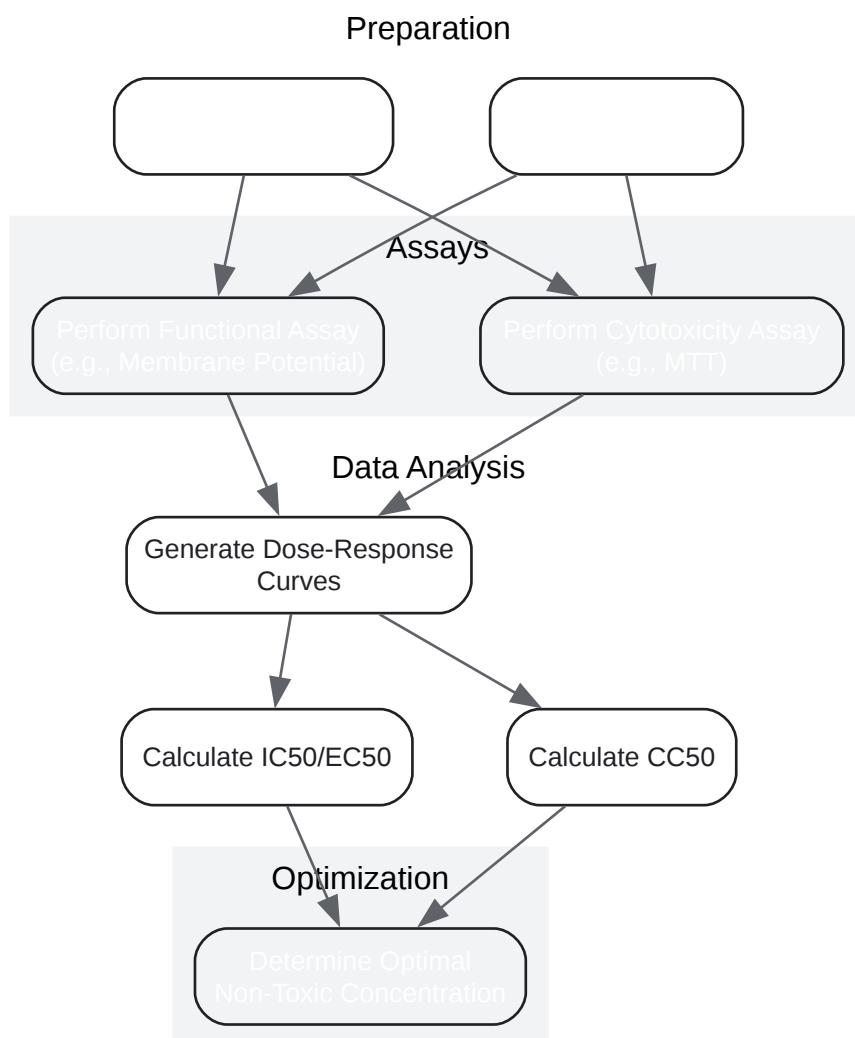 Preparation
Assays
Perform Functional Assay
(e.g., Membrane Potential)
Perform Cytotoxicity Assay
(e.g., MTT)
Data Analysis
Generate Dose-Response
Curves
Calculate IC50/EC50
Calculate CC50
Optimization
Determine Optimal
Non-Toxic Concentration